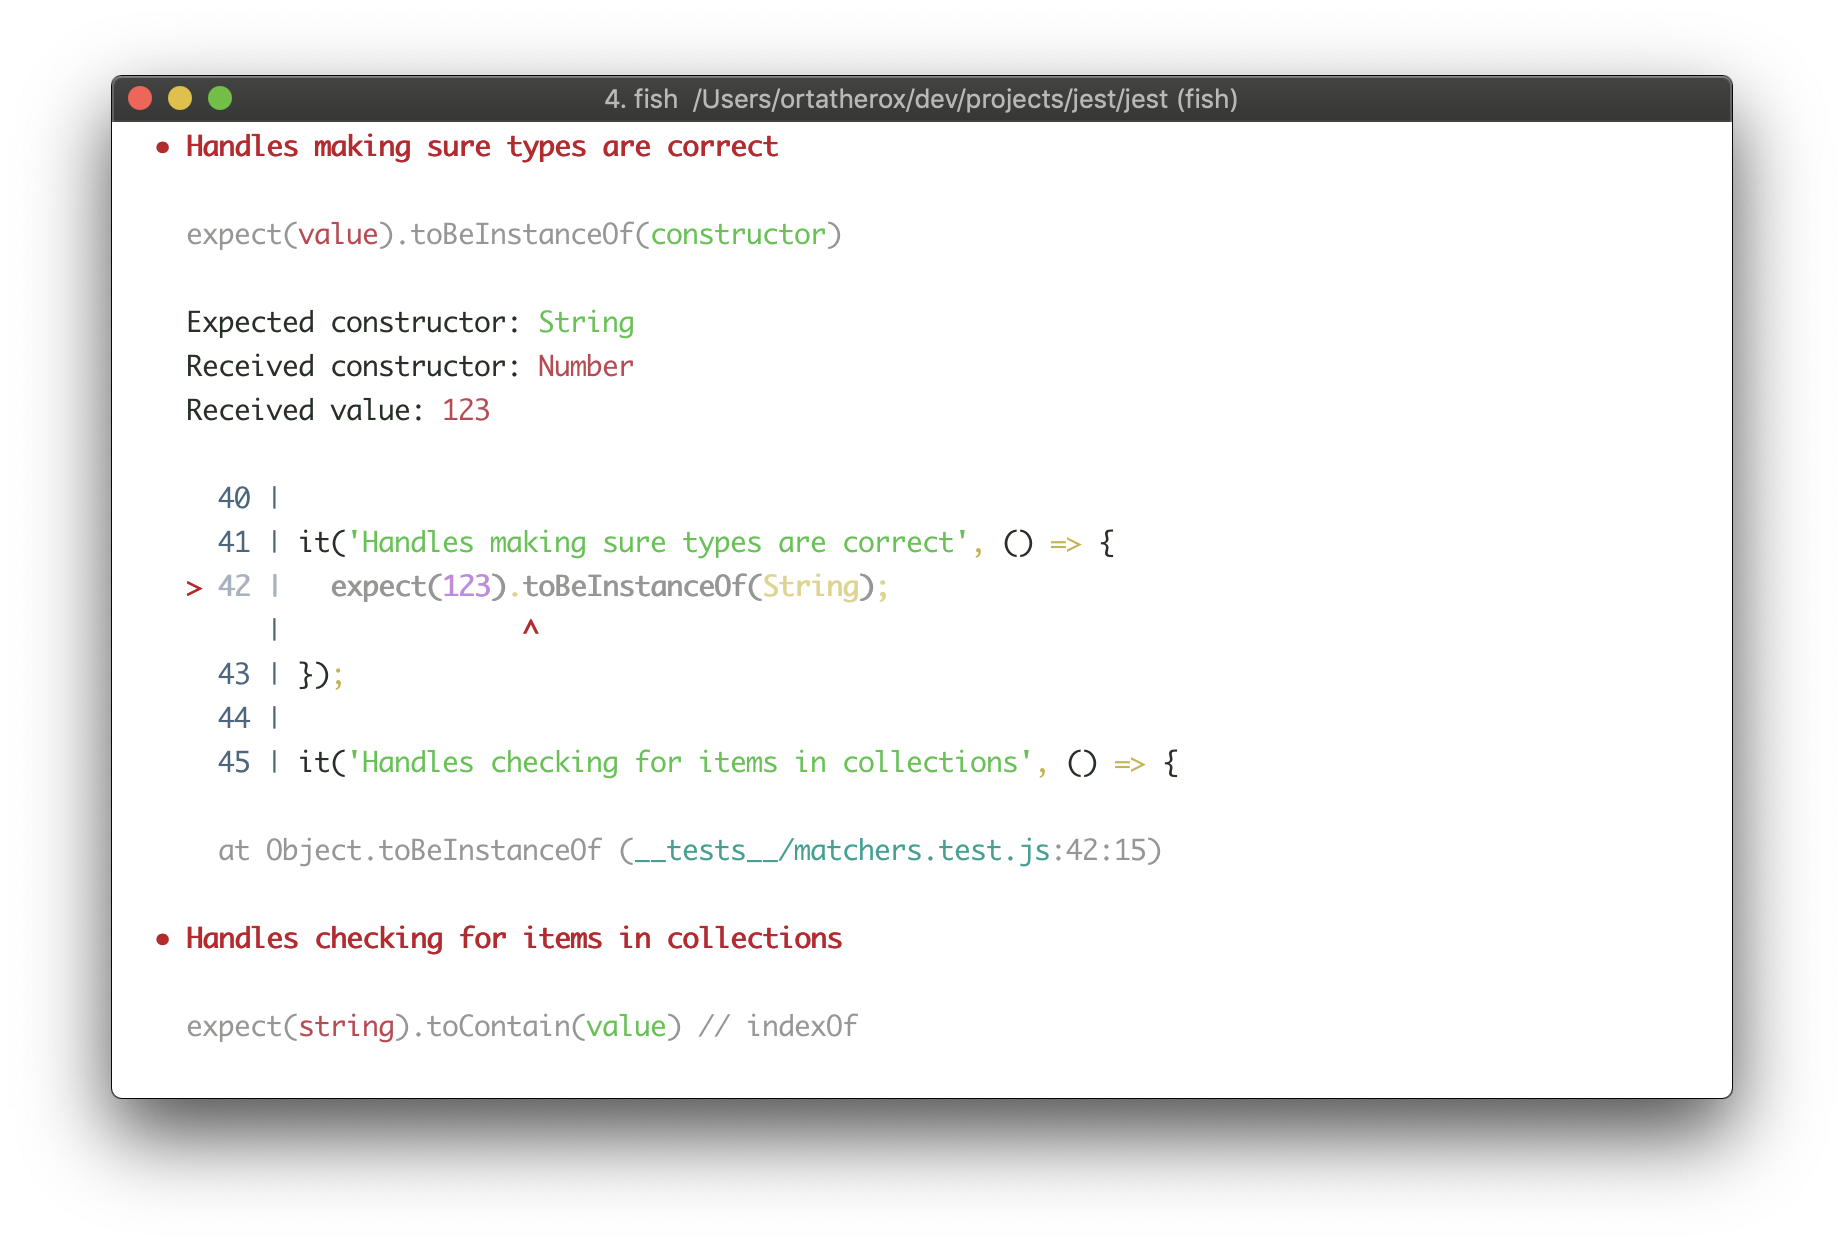 4. fish /Users/ortatherox/dev/projects/jest/jest (fish)
● Handles making sure types are correct
expect(value).toBeInstanceOf(constructor)
Expected constructor: String
Received constructor: Number
Received value: 123
40 |
41 | it('Handles making sure types are correct', () => {
> 42 |   expect(123).toBeInstanceOf(String);
|               ^
43 | });
44 |
45 | it('Handles checking for items in collections', () => {
at Object.toBeInstanceOf (__tests__/matchers.test.js:42:15)
● Handles checking for items in collections
expect(string).toContain(value) // indexOf